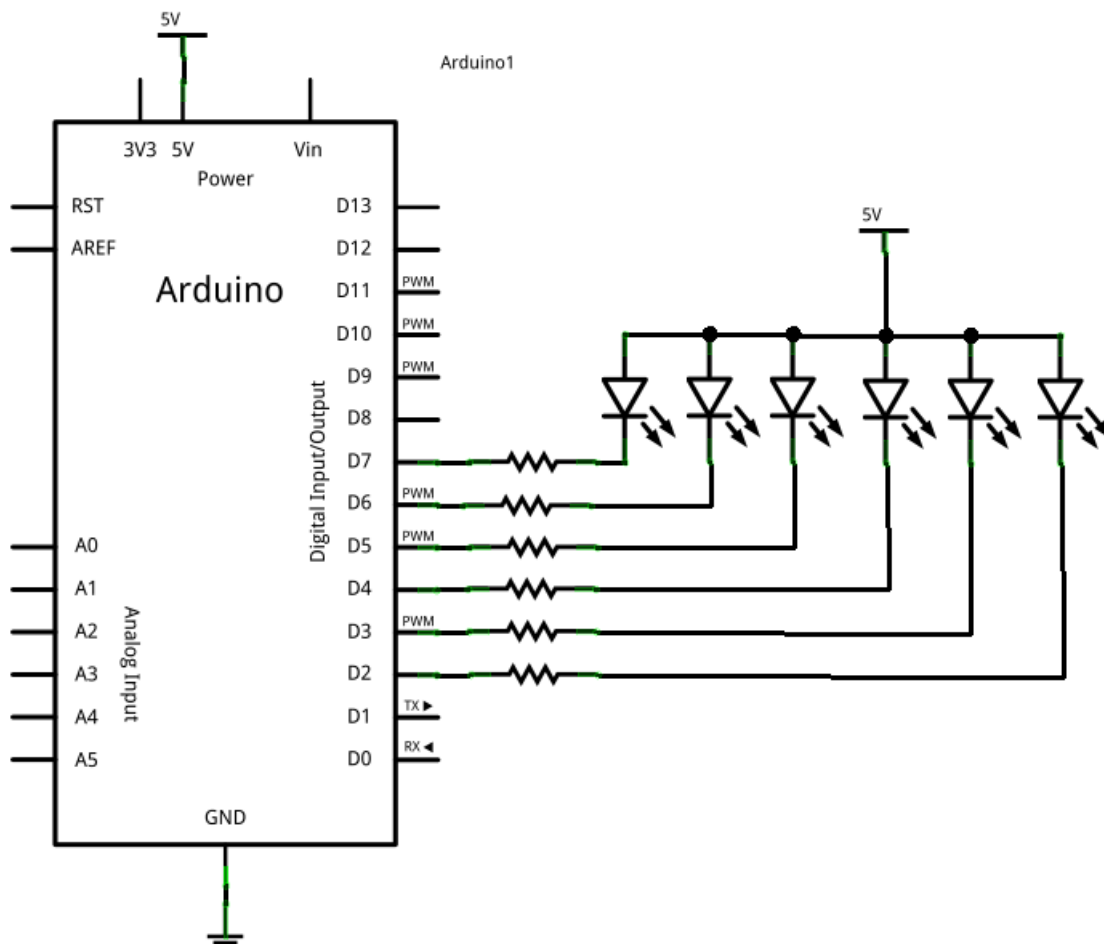 5V
Arduino1
3V3 5V Vin
Power
RST
AREF
Arduino
D13
D12
D11 PWM
D10 PWM
D9 PWM
D8
D7
D6 PWM
D5 PWM
D4
D3 PWM
D2
D1 TX
D0 RX
Digital Input/Output
A0
A1
A2
A3
A4
A5
Analog Input
GND
5V